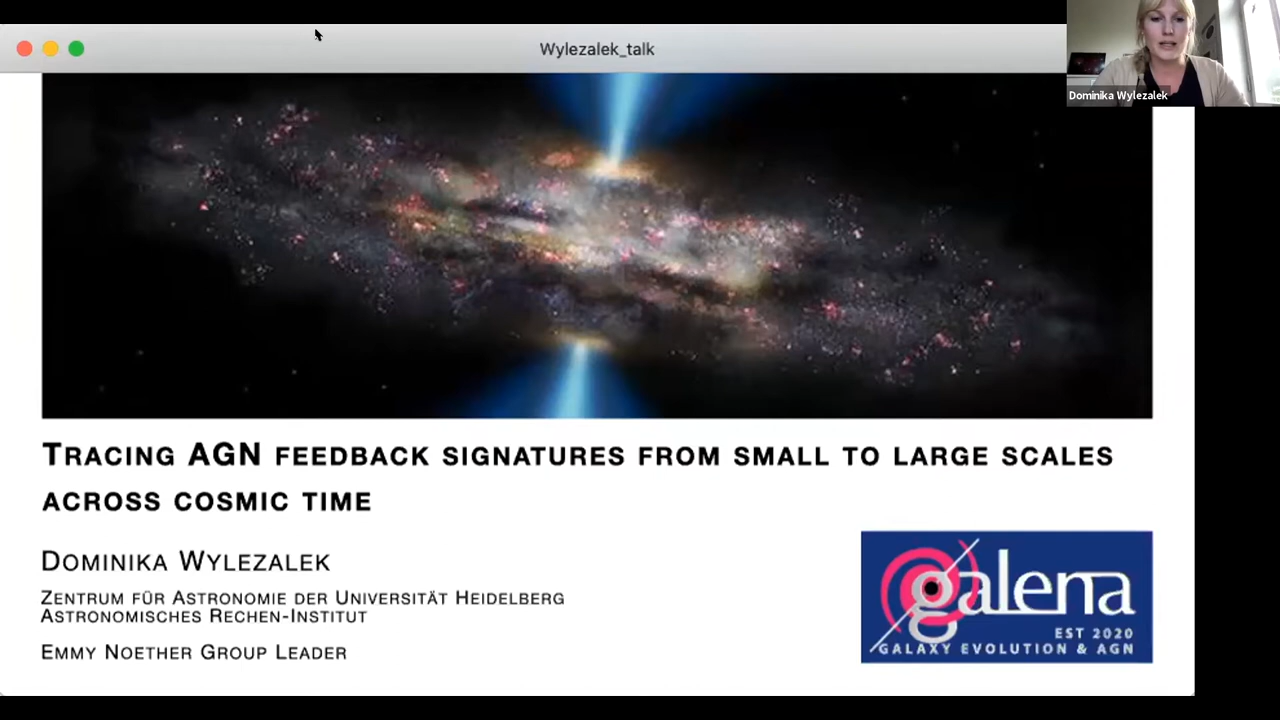 Wylezalek_talk
Dominika Wylezalek
TRACING AGN FEEDBACK SIGNATURES FROM SMALL TO LARGE SCALES
ACROSS COSMIC TIME
DOMINIKA WYLEZALEK
ZENTRUM FÜR ASTRONOMIE DER UNIVERSITÄT HEIDELBERG
ASTRONOMISCHES RECHEN-INSTITUT
EMMY NOETHER GROUP LEADER
galena
EST 2020
GALAXY EVOLUTION & AGN